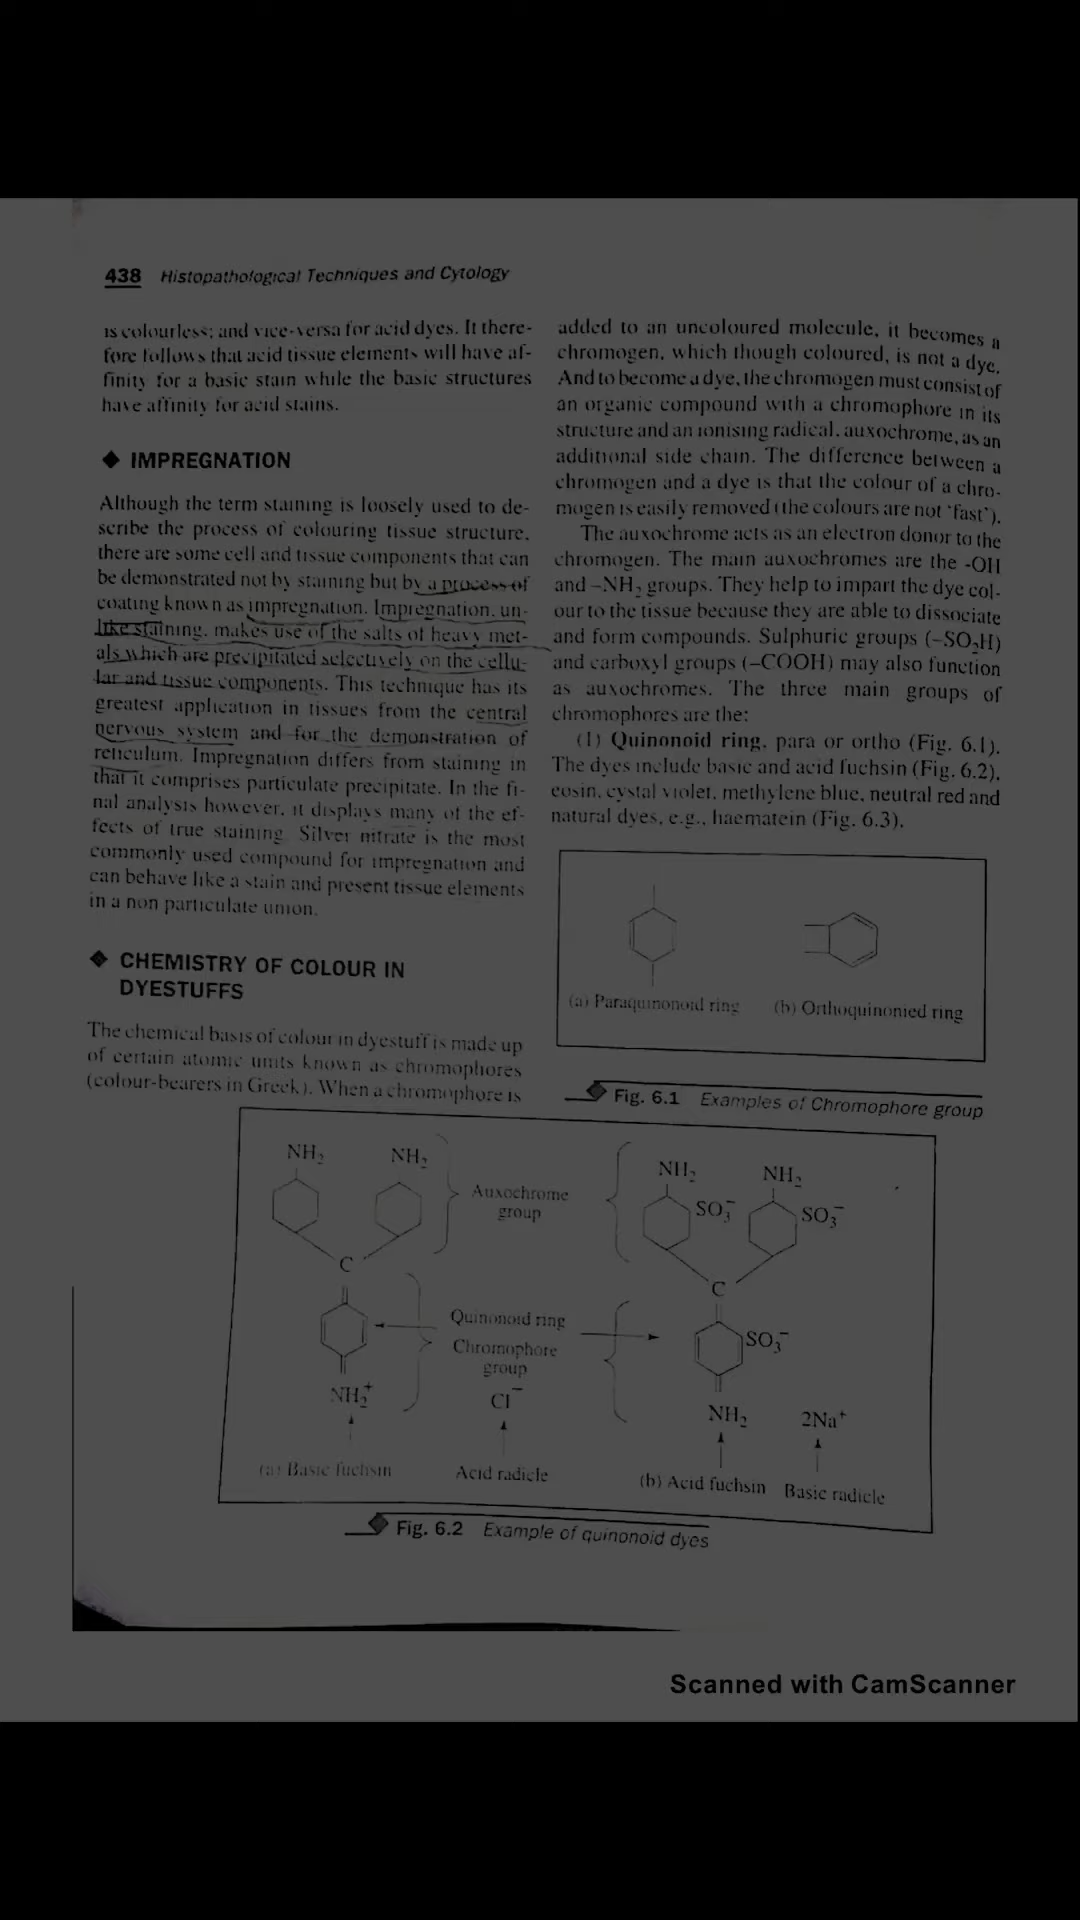 438 Histopathological Techniques and Cytology
is colourless; and vice-versa for acid dyes. It there-
fore follows that acid tissue elements will have af-
finity for a basic stain while the basic structures
have affinity for acid stains.
◆ IMPREGNATION
Although the term staining is loosely used to de-
scribe the process of colouring tissue structure,
there are some cell and tissue components that can
be demonstrated not by staining but by a process of
coating known as impregnation. Impregnation, un-
like staining, makes use of the salts of heavy met-
als which are precipitated selectively on the cellu-
lar and tissue components. This technique has its
greatest application in tissues from the central
nervous system and for the demonstration of
reticulum. Impregnation differs from staining in
that it comprises particulate precipitate. In the fi-
nal analysis however, it displays many of the ef-
fects of true staining. Silver nitrate is the most
commonly used compound for impregnation and
can behave like a stain and present tissue elements
in a non particulate union.
◆ CHEMISTRY OF COLOUR IN
DYESTUFFS
The chemical basis of colour in dyestuff is made up
of certain atomic units known as chromophores
(colour-bearers in Greek). When a chromophore is
added to an uncoloured molecule, it becomes a
chromogen, which though coloured, is not a dye.
And to become a dye, the chromogen must consist of
an organic compound with a chromophore in its
structure and an ionising radical, auxochrome, as an
additional side chain. The difference between a
chromogen and a dye is that the colour of a chro-
mogen is easily removed (the colours are not 'fast').
The auxochrome acts as an electron donor to the
chromogen. The main auxochromes are the -OH
and –NH₂ groups. They help to impart the dye col-
our to the tissue because they are able to dissociate
and form compounds. Sulphuric groups (–SO₃H)
and carboxyl groups (–COOH) may also function
as auxochromes. The three main groups of
chromophores are the:
(1) Quinonoid ring, para or ortho (Fig. 6.1).
The dyes include basic and acid fuchsin (Fig. 6.2),
eosin, cystal violet, methylene blue, neutral red and
natural dyes, e.g., haematein (Fig. 6.3).
(a) Paraquinonoid ring (b) Orthoquinonied ring
Fig. 6.1 Examples of Chromophore group
NH₂ NH₂ NH₂ NH₂
Auxochrome SO₃⁻ SO₃⁻
group
C C
Quinonoid ring SO₃⁻
Chromophore
group
NH₂⁺ Cl⁻ NH₂ 2Na⁺
(a) Basic fuchsin Acid radicle (b) Acid fuchsin Basic radicle
Fig. 6.2 Example of quinonoid dyes
Scanned with CamScanner